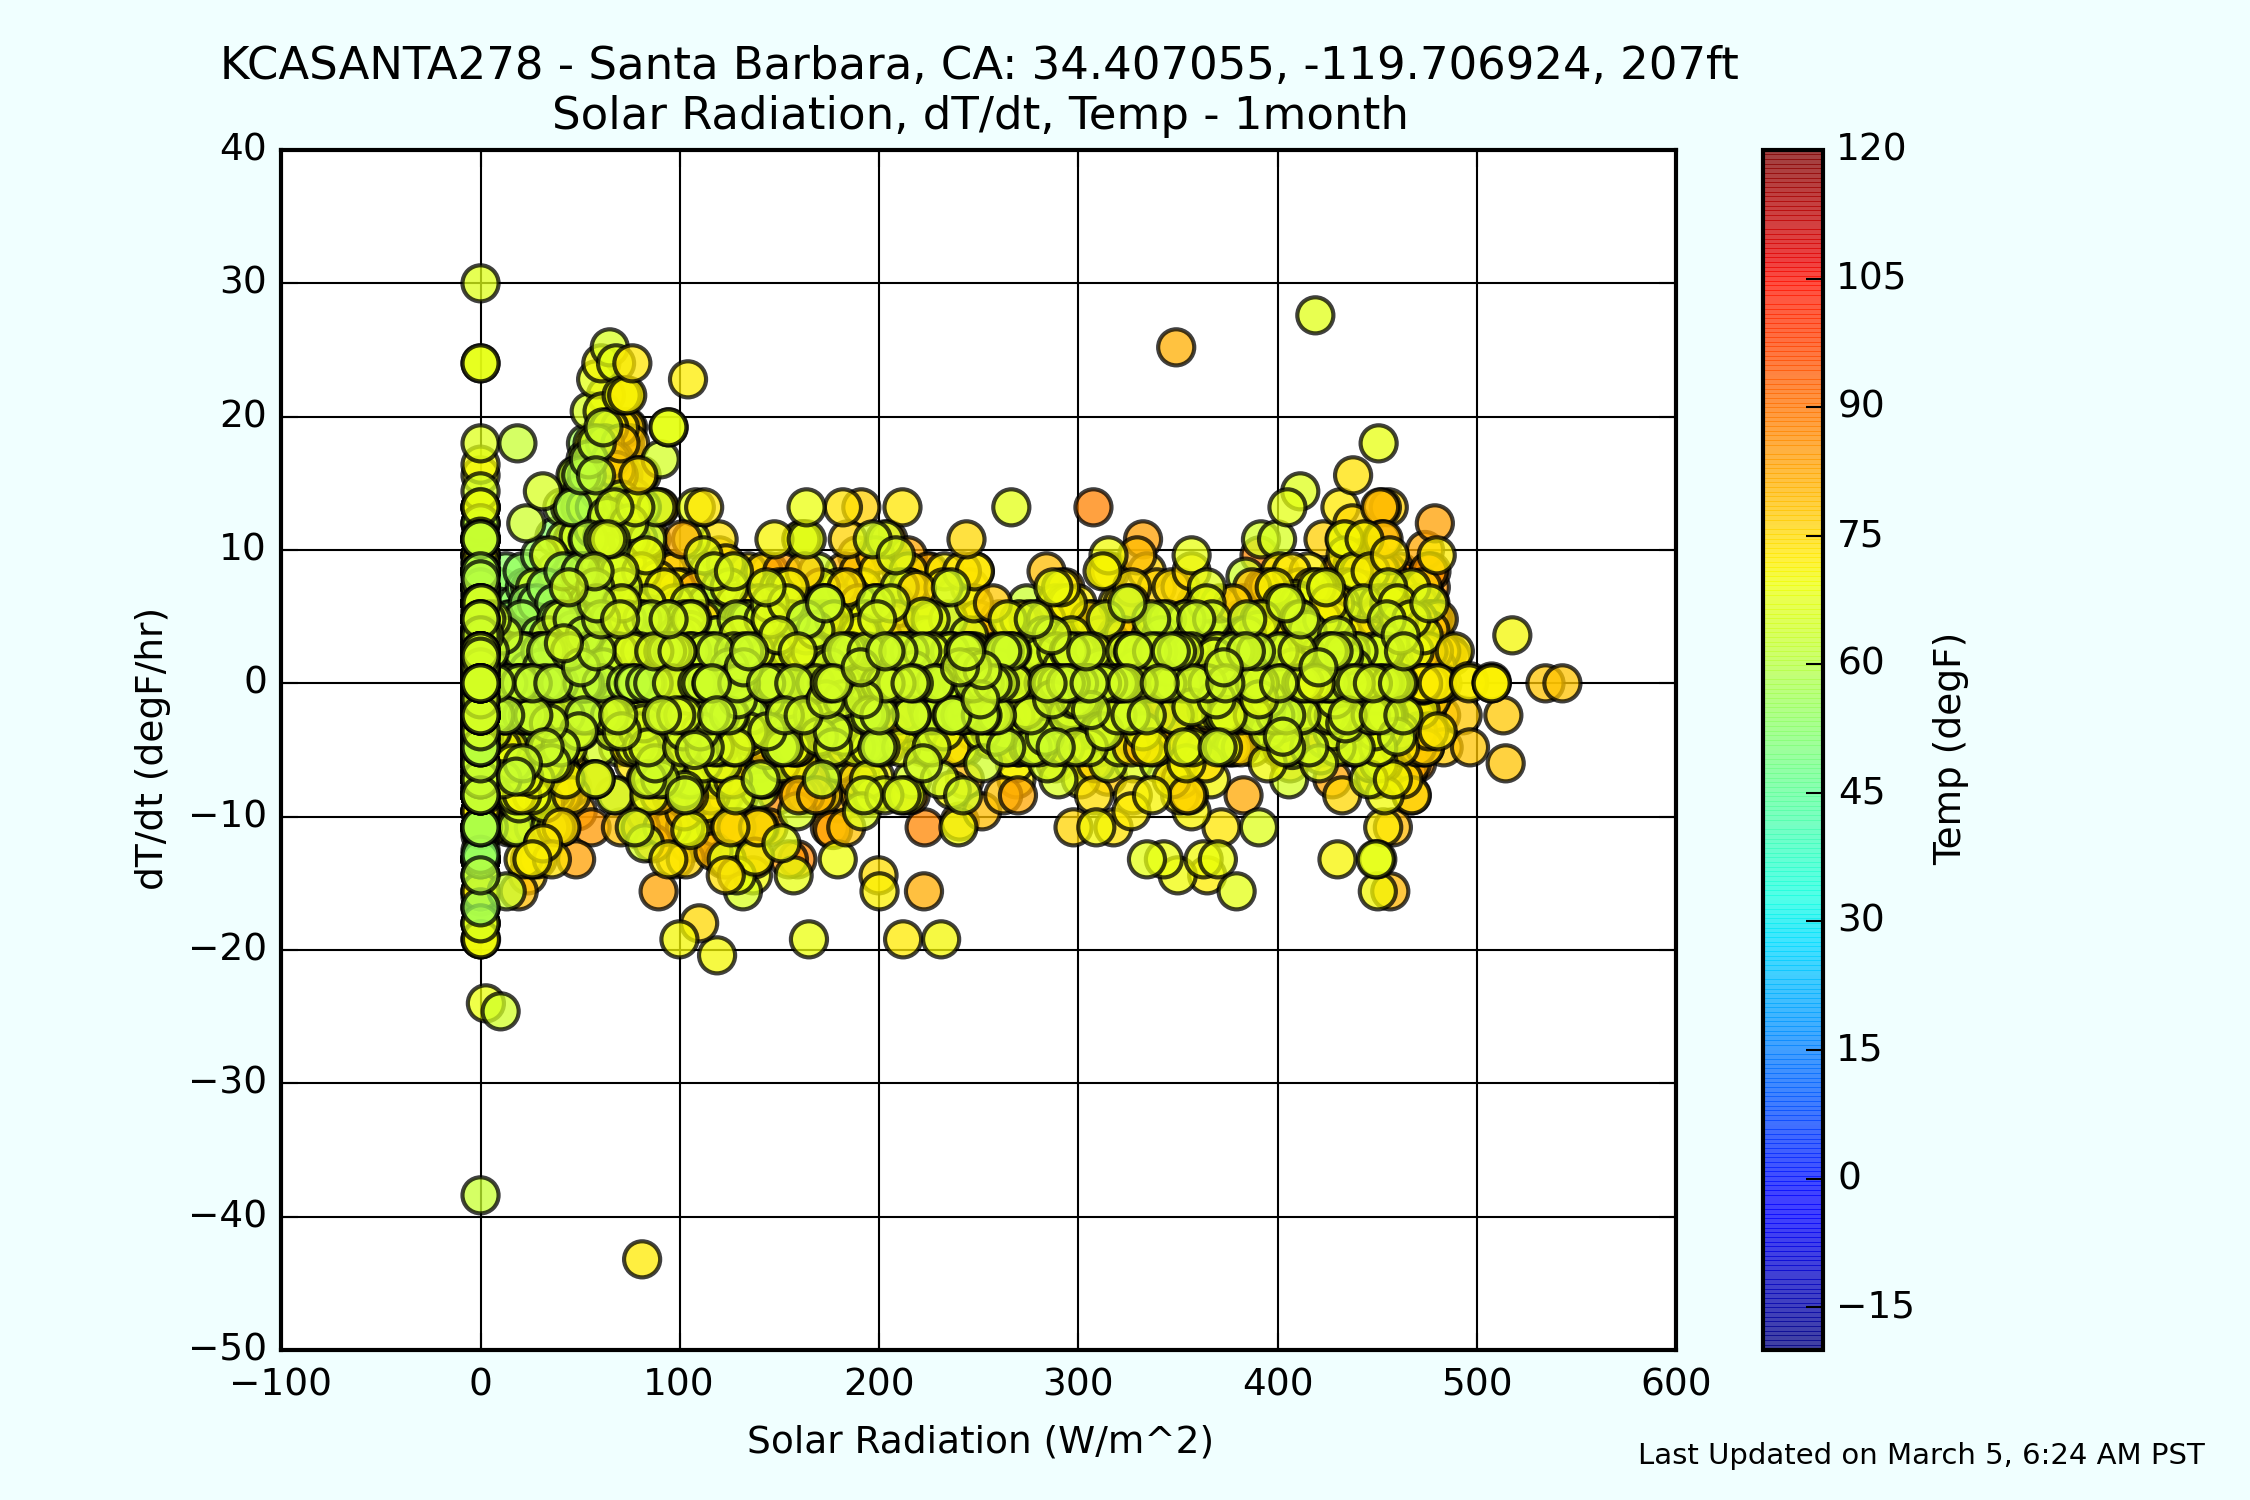 KCASANTA278 - Santa Barbara, CA: 34.407055, -119.706924, 207ft
Solar Radiation, dT/dt, Temp - 1month
40
30
20
10
0
−10
−20
−30
−40
−50
dT/dt (degF/hr)
−100 0 100 200 300 400 500 600
Solar Radiation (W/m^2)
120
105
90
75
60
45
30
15
0
−15
Temp (degF)
Last Updated on March 5, 6:24 AM PST